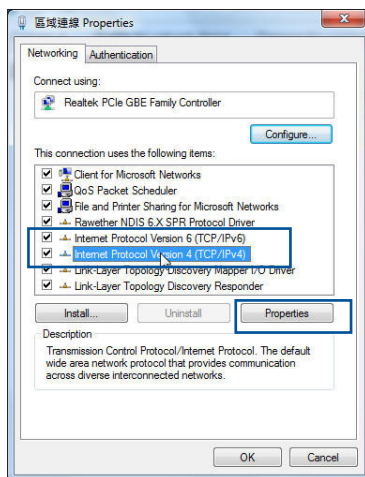 區域連線 Properties
Networking
Authentication
Connect using:
Realtek PCIe GBE Family Controller
Configure...
This connection uses the following items:
Client for Microsoft Networks
QoS Packet Scheduler
File and Printer Sharing for Microsoft Networks
Rawether NDIS 6.X SPR Protocol Driver
Internet Protocol Version 6 (TCP/IPv6)
Internet Protocol Version 4 (TCP/IPv4)
Link-Layer Topology Discovery Mapper I/O Driver
Link-Layer Topology Discovery Responder
Install...
Uninstall
Properties
Description
Transmission Control Protocol/Internet Protocol. The default
wide area network protocol that provides communication
across diverse interconnected networks.
OK
Cancel